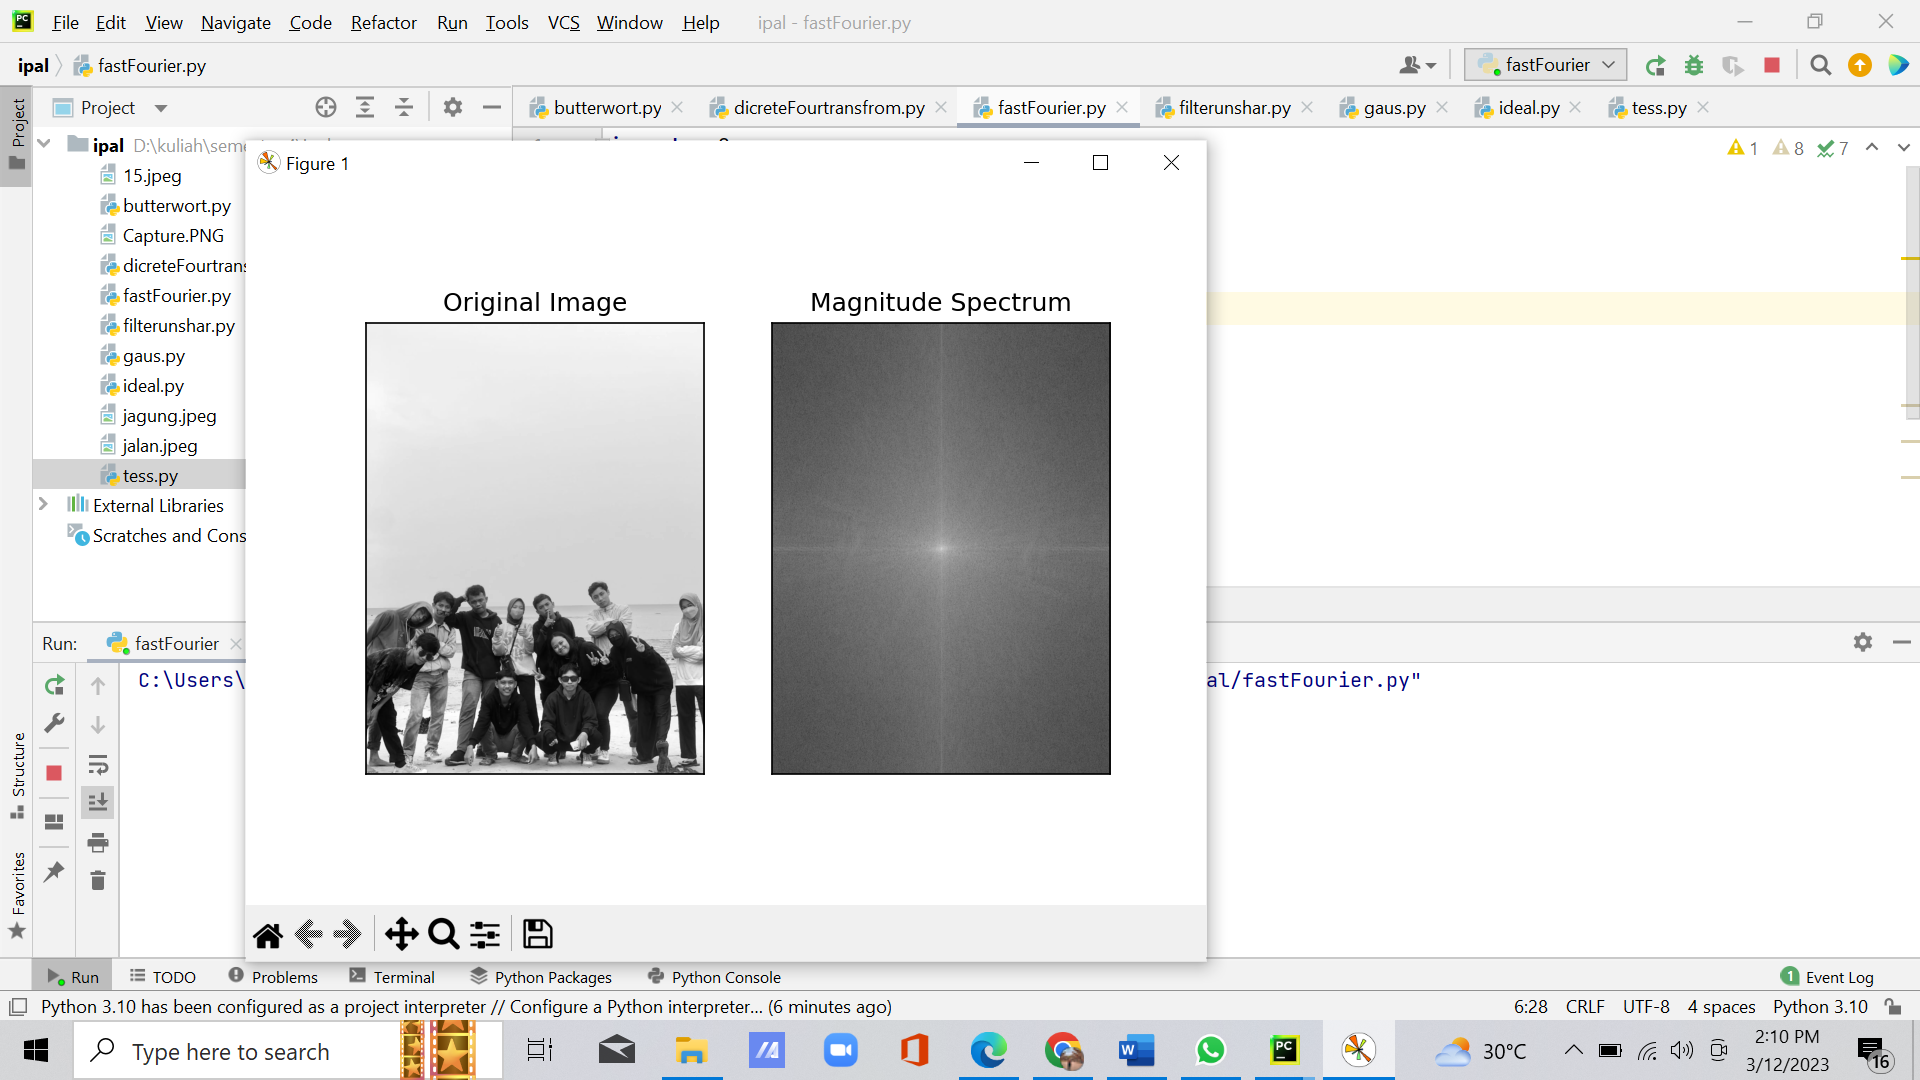 File Edit View Navigate Code Refactor Run Tools VCS Window Help ipal - fastFourier.py
ipal fastFourier.py
fastFourier
Project
butterwort.py dicreteFourtransfrom.py fastFourier.py filterunshar.py gaus.py ideal.py tess.py
Project
ipal D:\kuliah\seme
1 8 7
Figure 1
15.jpeg
butterwort.py
Capture.PNG
dicreteFourtrans
fastFourier.py
filterunshar.py
gaus.py
ideal.py
jagung.jpeg
jalan.jpeg
tess.py
External Libraries
Scratches and Cons
Original Image
Magnitude Spectrum
Run: fastFourier
C:\Users\
al/fastFourier.py"
Structure
Favorites
Run TODO Problems Terminal Python Packages Python Console
1 Event Log
Python 3.10 has been configured as a project interpreter // Configure a Python interpreter... (6 minutes ago)
6:28 CRLF UTF-8 4 spaces Python 3.10
Type here to search
30°C
2:10 PM
3/12/2023
16